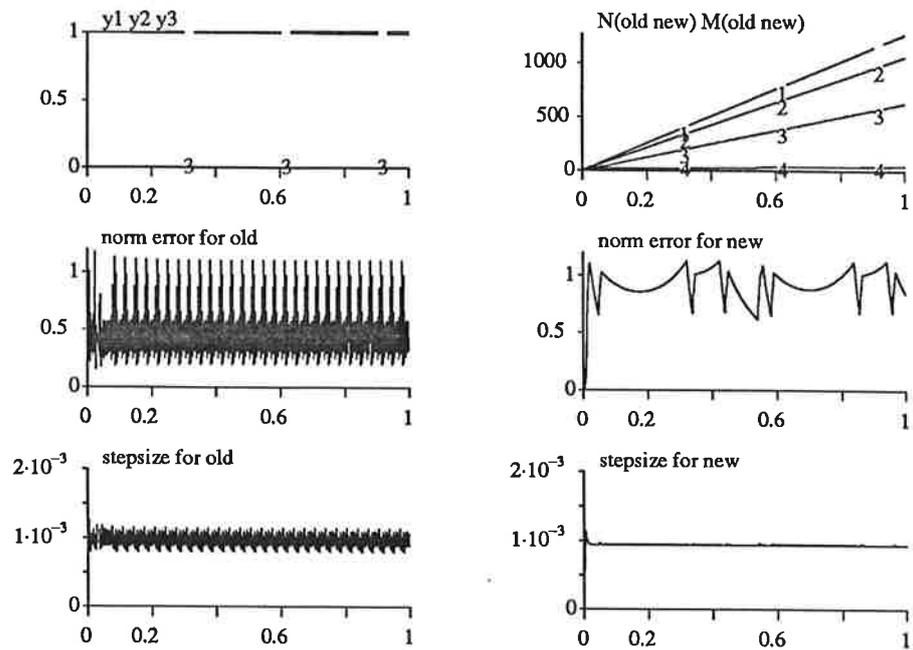 y1 y2 y3
1
0.5
0
3 3 3
0 0.2 0.6 1
N(old new) M(old new)
1000
500
0
1 1
2 2 2
3 3 3
4 4 4
0 0.2 0.6 1
norm error for old
1
0.5
0
0 0.2 0.6 1
norm error for new
1
0.5
0
0 0.2 0.6 1
stepsize for old
2·10⁻³
1·10⁻³
0
0 0.2 0.6 1
stepsize for new
2·10⁻³
1·10⁻³
0
0 0.2 0.6 1